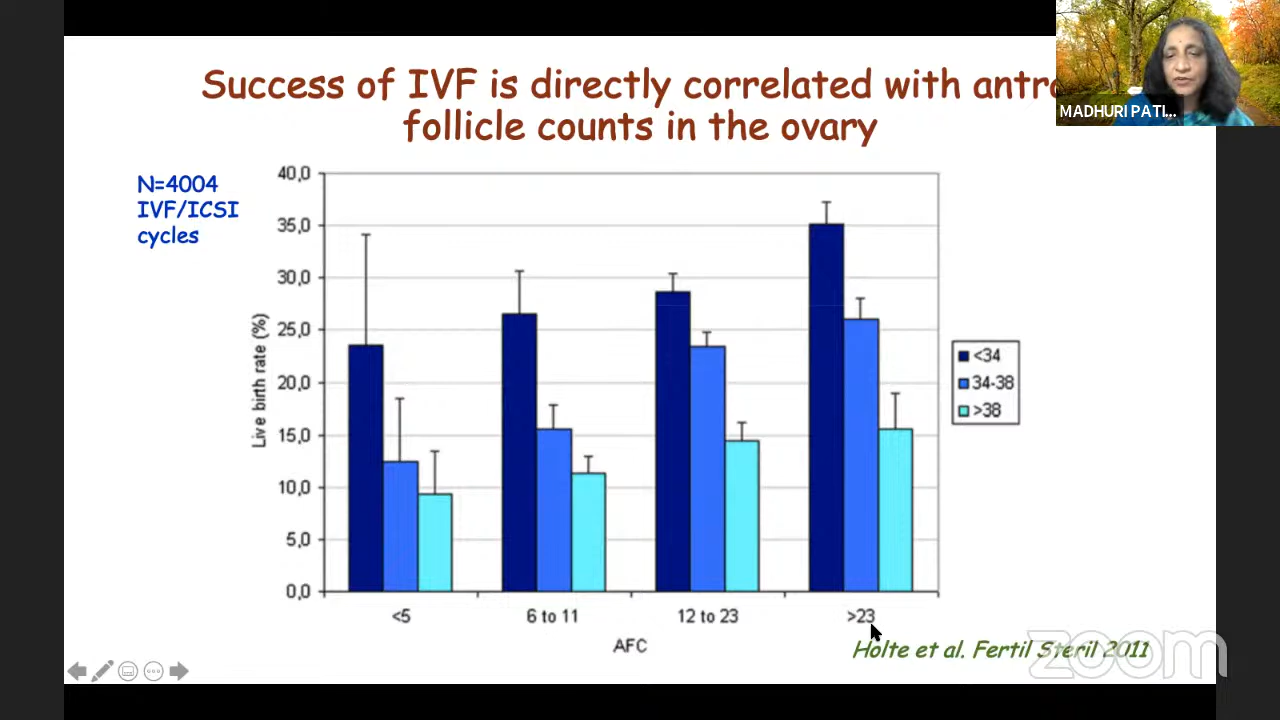 Success of IVF is directly correlated with antr
follicle counts in the ovary
MADHURI PATI...
N=4004
IVF/ICSI
cycles
40,0
35,0
30,0
25,0
20,0
15,0
10,0
5,0
0,0
Live birth rate (%)
<34
34-38
>38
<5
6 to 11
12 to 23
>23
AFC
Holte et al. Fertil Steril 2011
zoom